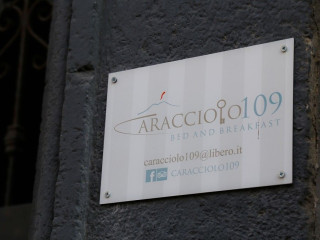 CARACCIOLO109
BED AND BREAKFAST
caracciolo109@libero.it
f CARACCIOLO109